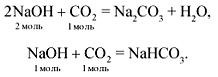 2NaOH + CO₂ = Na₂CO₃ + H₂O,
2 моль 1 моль
NaOH + CO₂ = NaHCO₃.
1 моль 1 моль